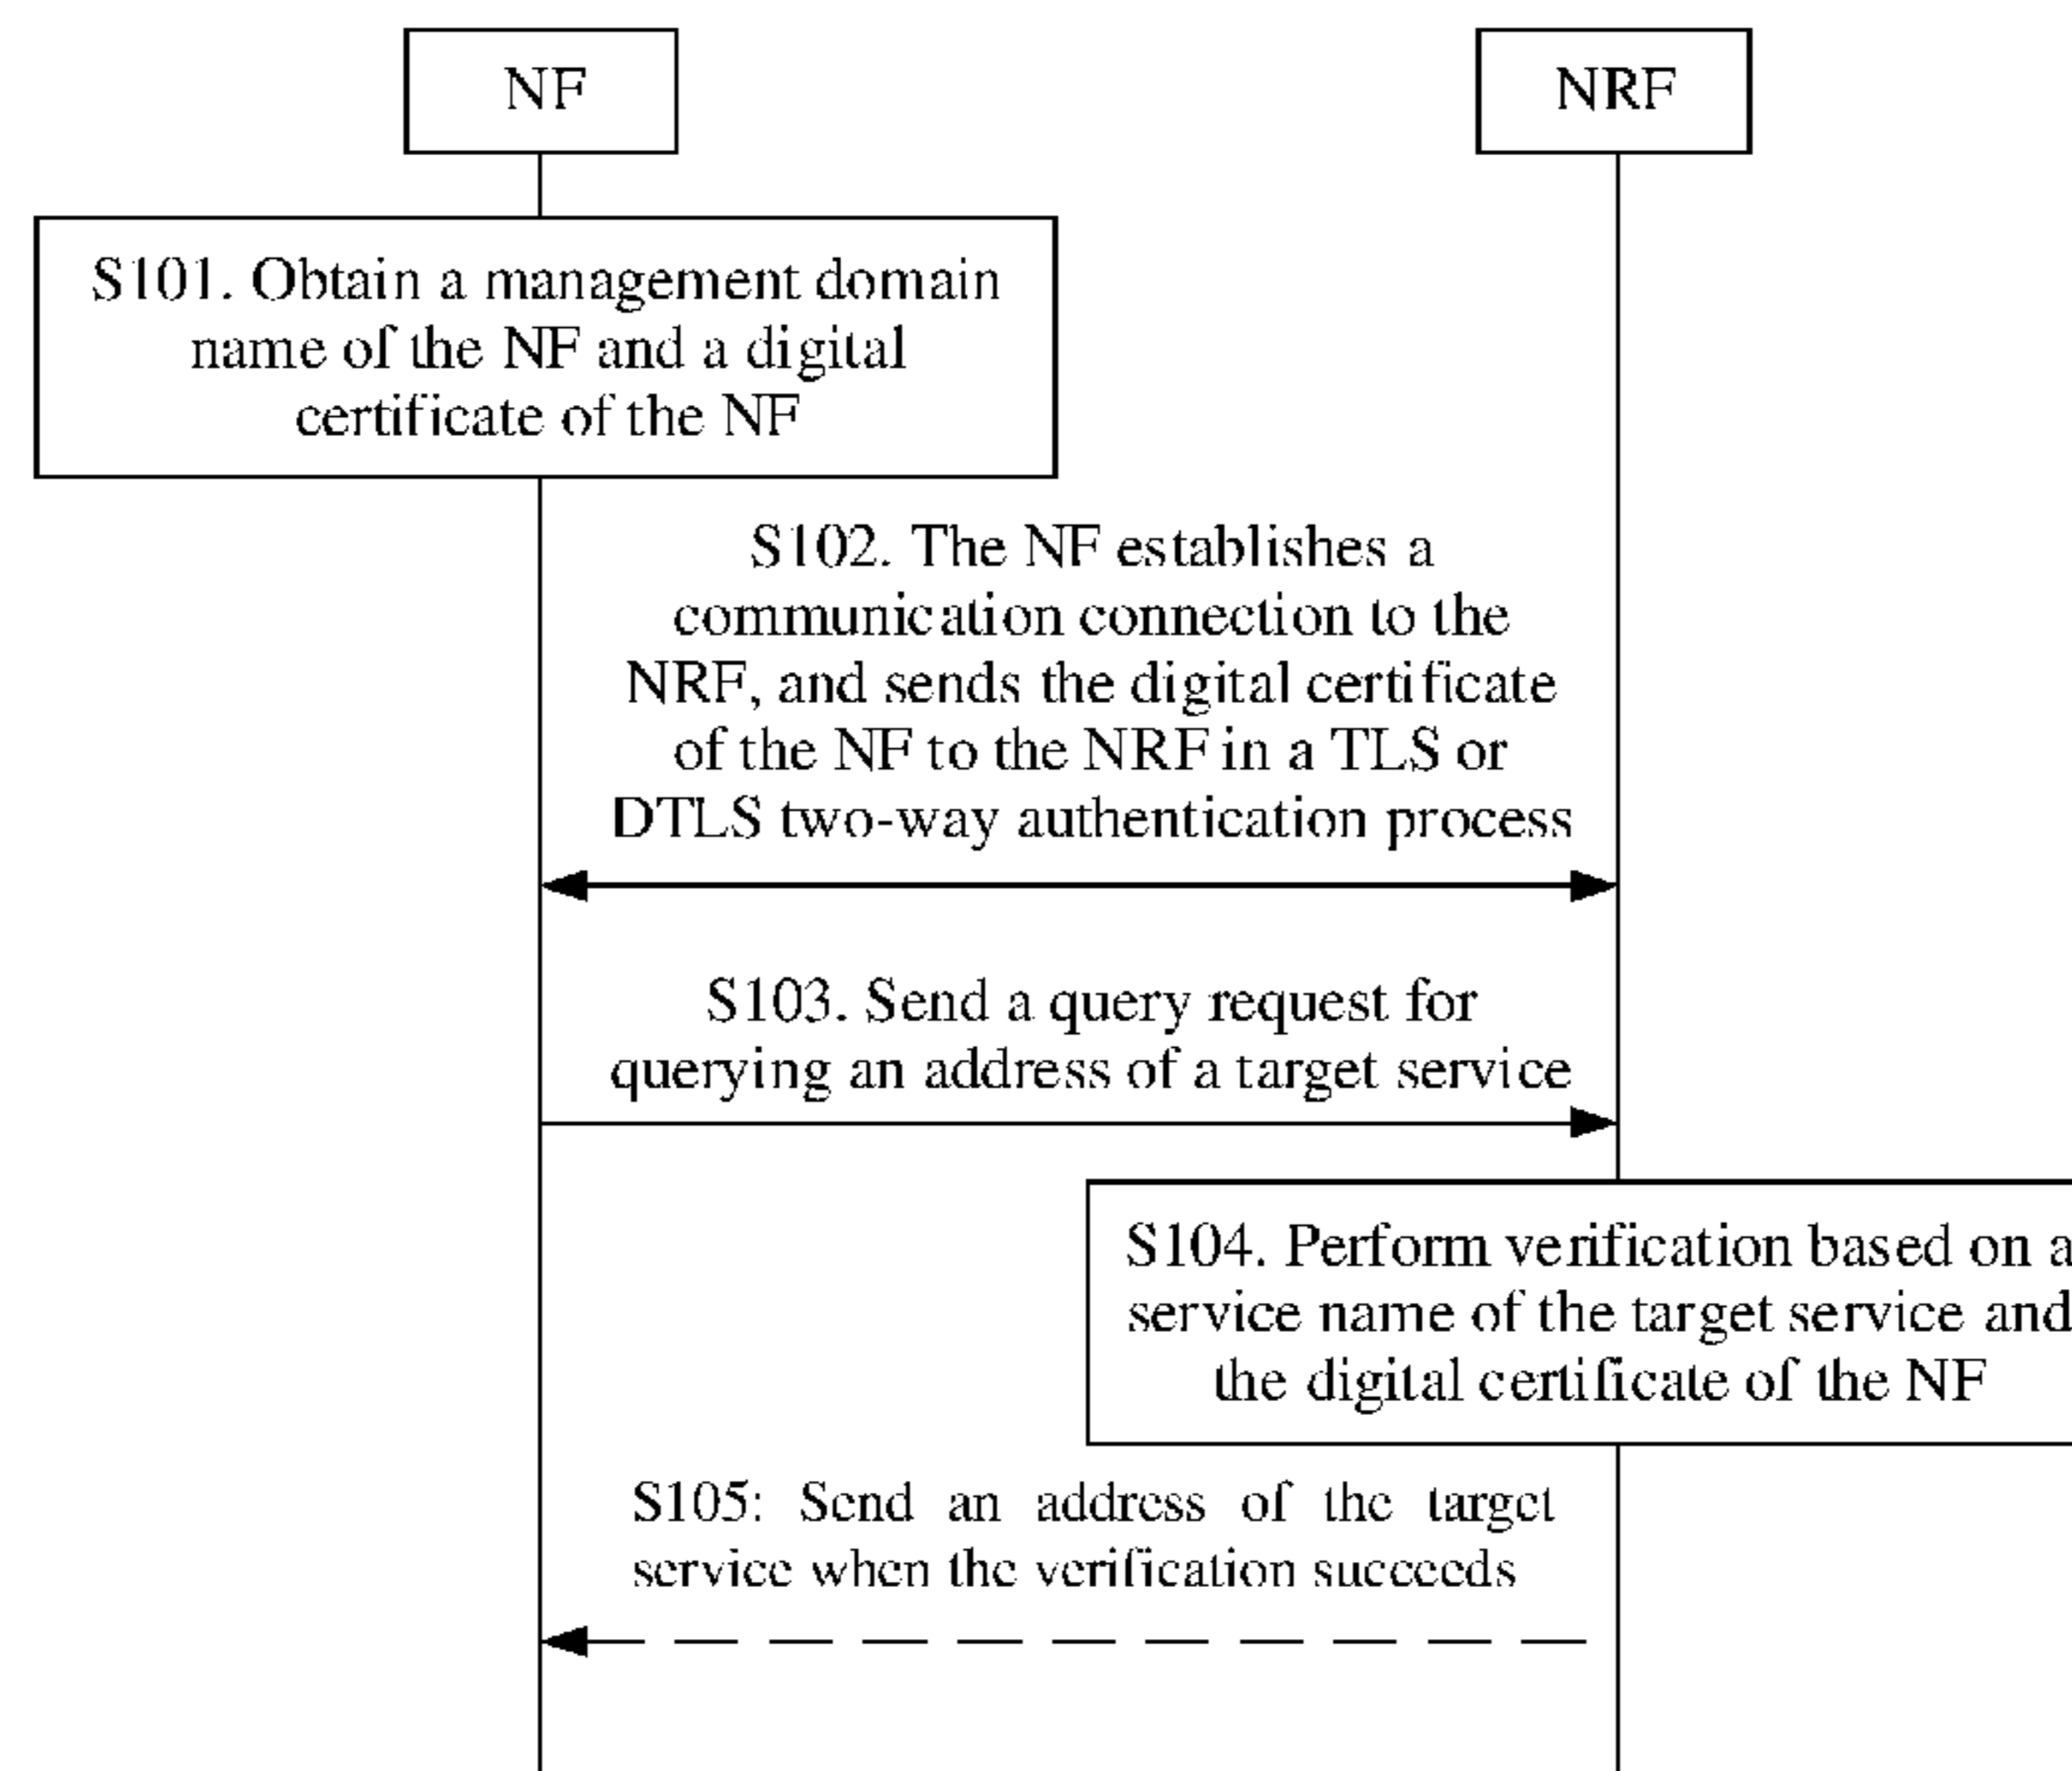 NF
NRF
S101. Obtain a management domain
name of the NF and a digital
certificate of the NF
S102. The NF establishes a
communication connection to the
NRF, and sends the digital certificate
of the NF to the NRF in a TLS or
DTLS two-way authentication process
S103. Send a query request for
querying an address of a target service
S104. Perform verification based on a
service name of the target service and
the digital certificate of the NF
S105: Send an address of the target
service when the verification succeeds